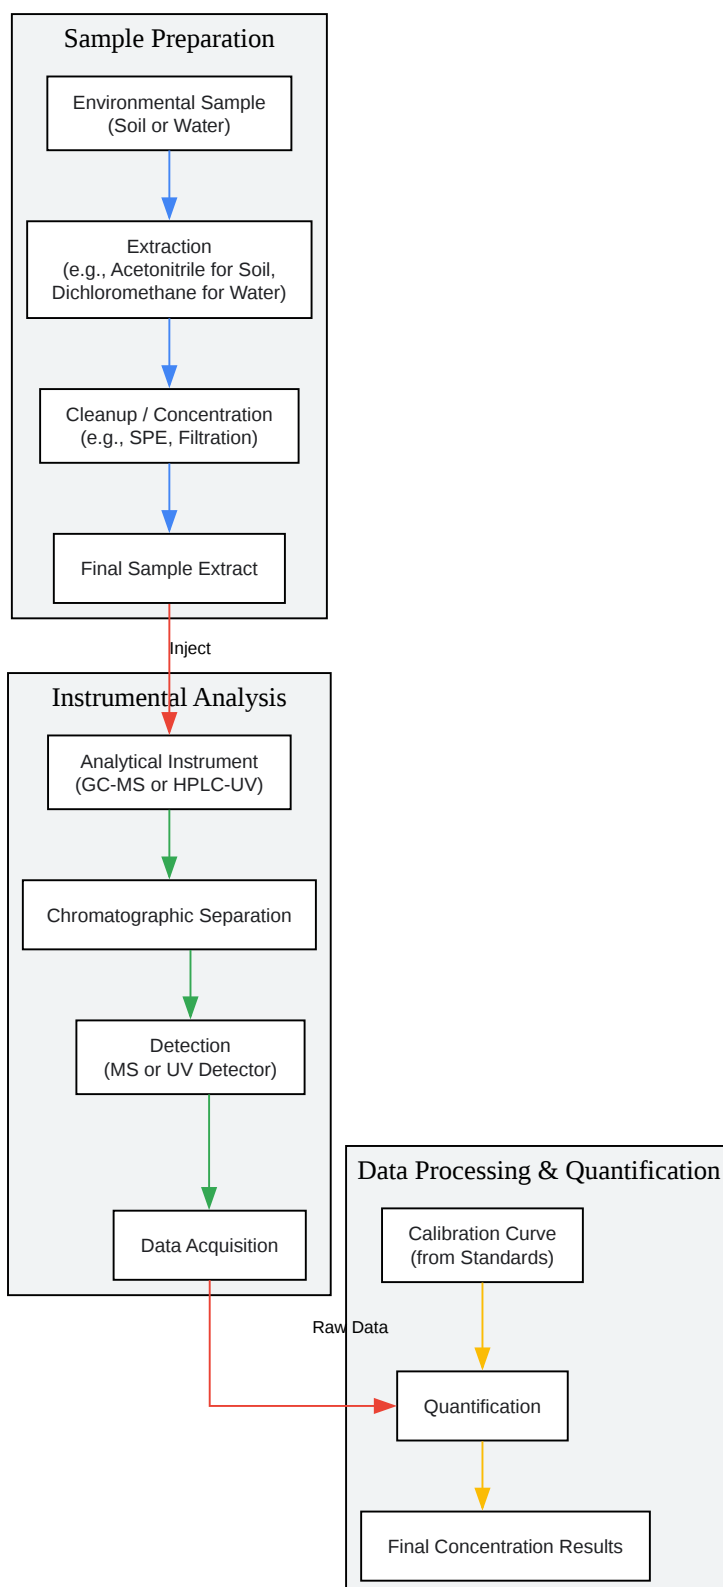 Sample Preparation
Environmental Sample
(Soil or Water)
Extraction
(e.g., Acetonitrile for Soil,
Dichloromethane for Water)
Cleanup / Concentration
(e.g., SPE, Filtration)
Final Sample Extract
Inject
Instrumental Analysis
Analytical Instrument
(GC-MS or HPLC-UV)
Chromatographic Separation
Detection
(MS or UV Detector)
Data Acquisition
Raw Data
Data Processing & Quantification
Calibration Curve
(from Standards)
Quantification
Final Concentration Results